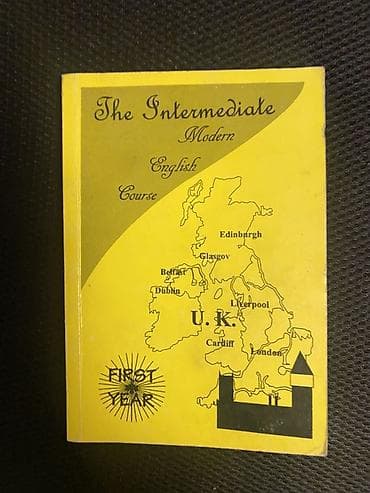 The Intermediate
Modern
English
Course
Edinburgh
Glasgov
Belfast
Dublin
Liverpool
U. K.
Cardiff
London
FIRST
YEAR